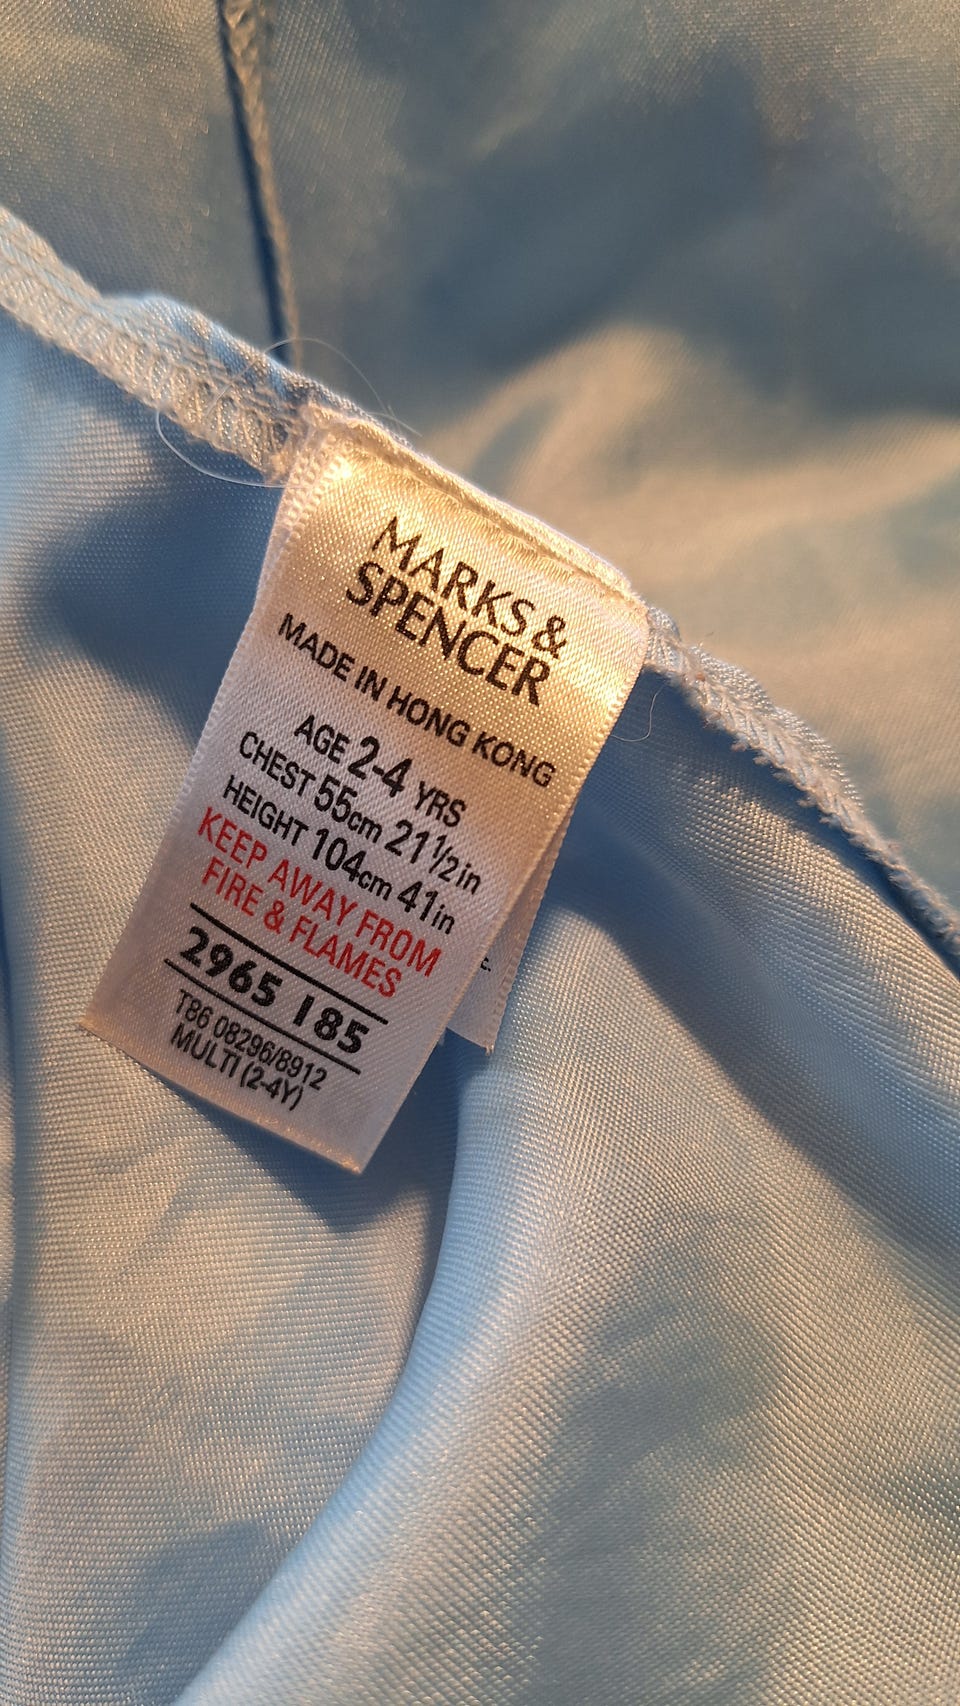 MARKS &
SPENCER
MADE IN HONG KONG
AGE 2-4 YRS
CHEST 55cm 21½in
HEIGHT 104cm 41in
KEEP AWAY FROM
FIRE & FLAMES
2965 185
T86 08296/8912
MULTI (2-4Y)